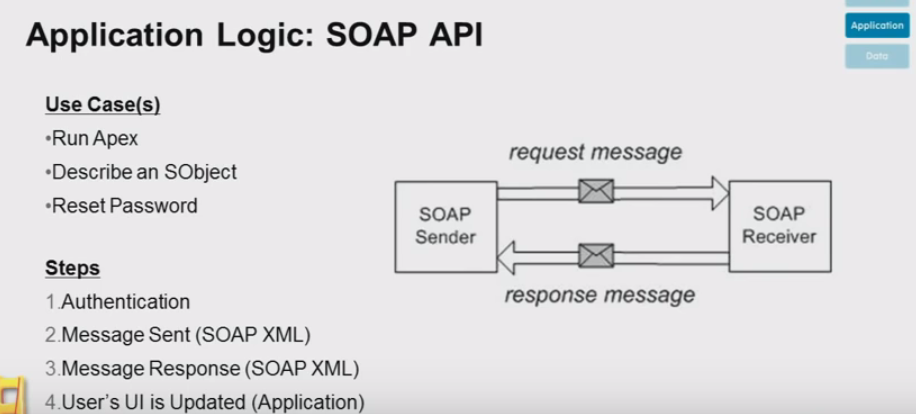 Application Logic: SOAP API
Application
Data
Use Case(s)
•Run Apex
•Describe an SObject
•Reset Password
request message
SOAP
Sender
SOAP
Receiver
response message
Steps
1.Authentication
2.Message Sent (SOAP XML)
3.Message Response (SOAP XML)
4.User's UI is Updated (Application)